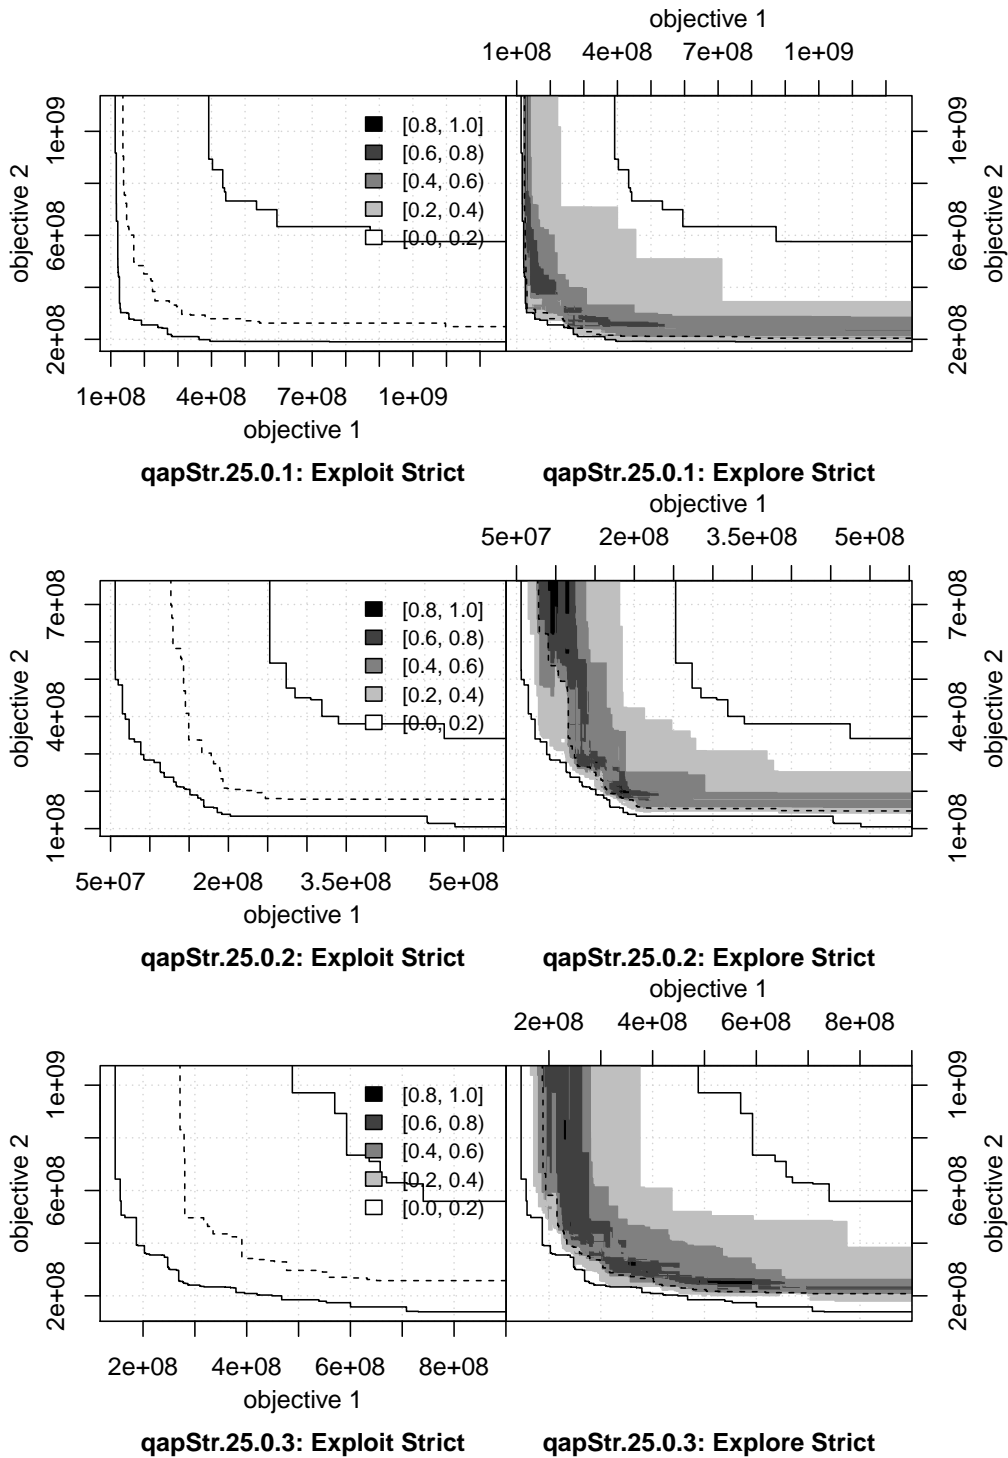 objective 1
1e+08 4e+08 7e+08 1e+09
objective 2
2e+08 6e+08 1e+09
[0.8, 1.0]
[0.6, 0.8)
[0.4, 0.6)
[0.2, 0.4)
[0.0, 0.2)
2e+08 6e+08 1e+09
objective 2
1e+08 4e+08 7e+08 1e+09
objective 1
qapStr.25.0.1: Exploit Strict
qapStr.25.0.1: Explore Strict
objective 1
5e+07 2e+08 3.5e+08 5e+08
objective 2
1e+08 4e+08 7e+08
[0.8, 1.0]
[0.6, 0.8)
[0.4, 0.6)
[0.2, 0.4)
[0.0, 0.2)
1e+08 4e+08 7e+08
objective 2
5e+07 2e+08 3.5e+08 5e+08
objective 1
qapStr.25.0.2: Exploit Strict
qapStr.25.0.2: Explore Strict
objective 1
2e+08 4e+08 6e+08 8e+08
objective 2
2e+08 6e+08 1e+09
[0.8, 1.0]
[0.6, 0.8)
[0.4, 0.6)
[0.2, 0.4)
[0.0, 0.2)
2e+08 6e+08 1e+09
objective 2
2e+08 4e+08 6e+08 8e+08
objective 1
qapStr.25.0.3: Exploit Strict
qapStr.25.0.3: Explore Strict